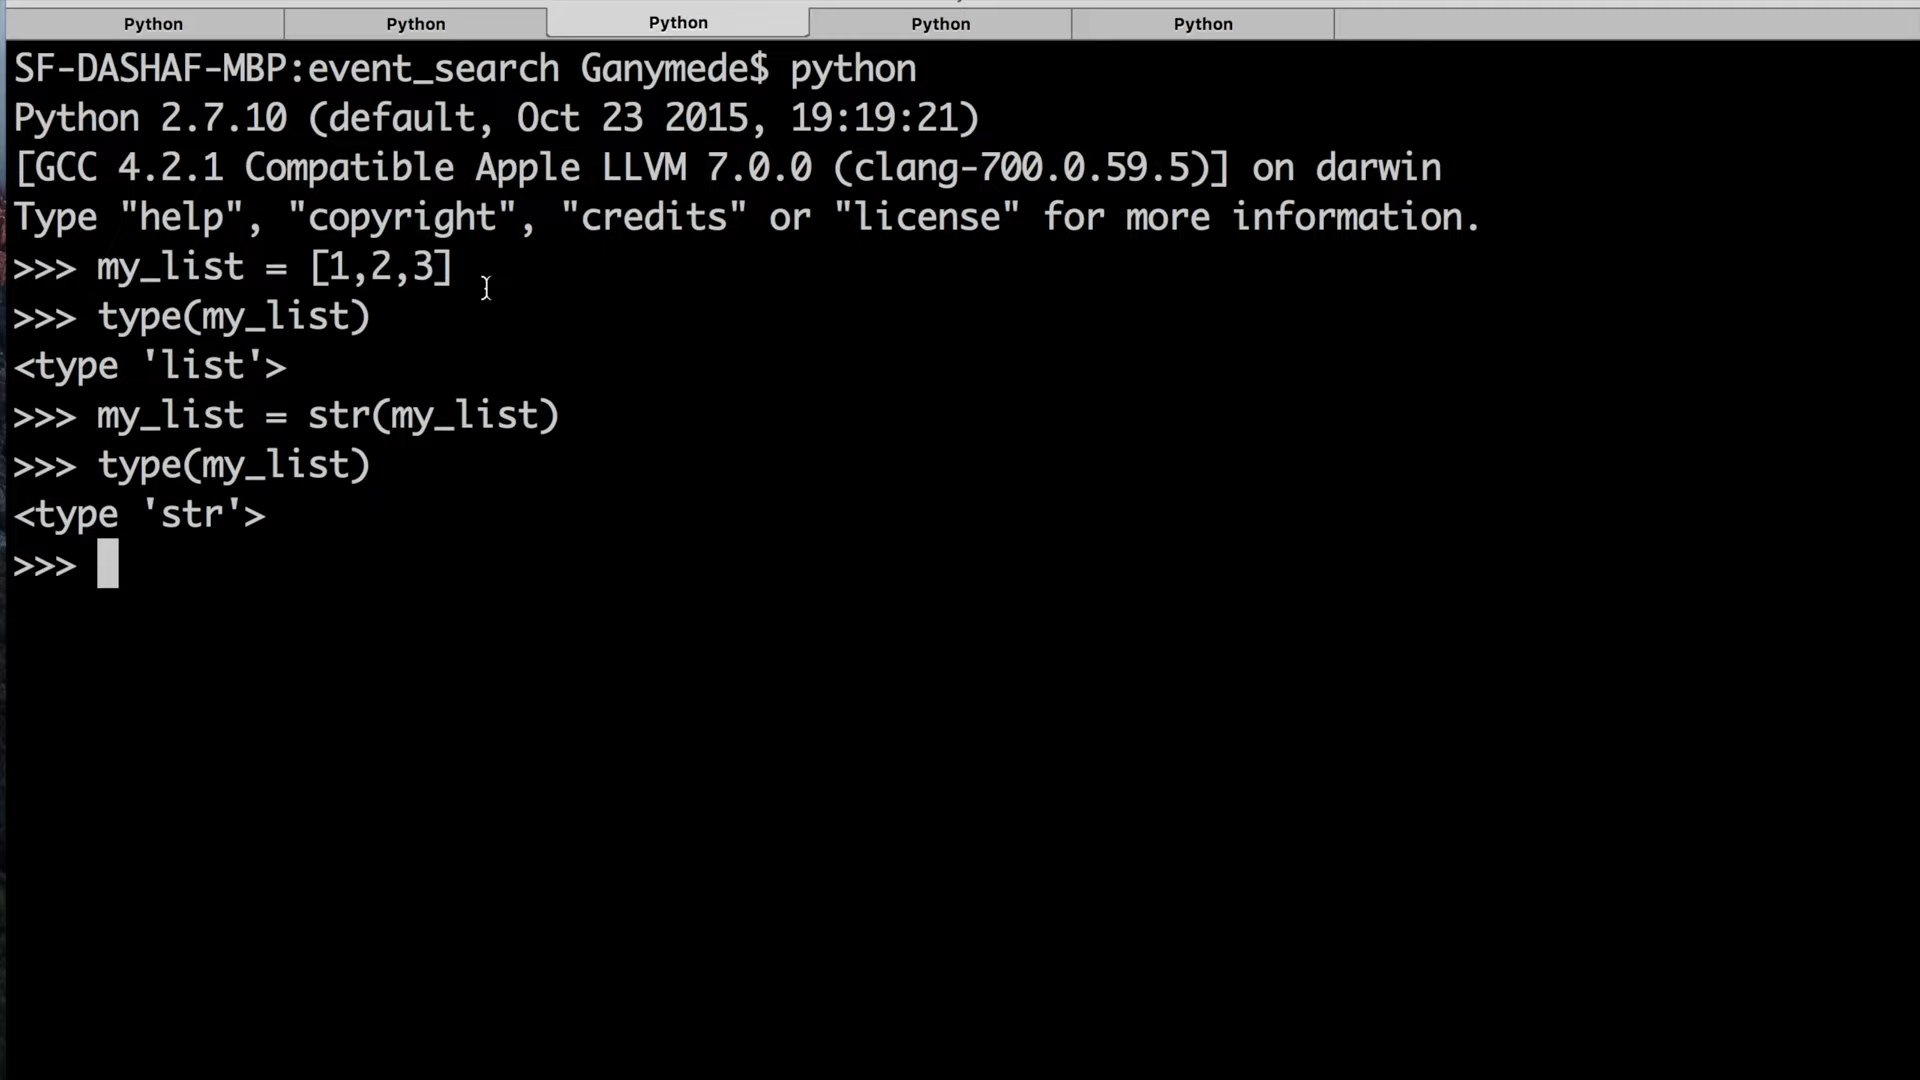 Python Python Python Python Python
SF-DASHAF-MBP:event_search Ganymede$ python
Python 2.7.10 (default, Oct 23 2015, 19:19:21)
[GCC 4.2.1 Compatible Apple LLVM 7.0.0 (clang-700.0.59.5)] on darwin
Type "help", "copyright", "credits" or "license" for more information.
>>> my_list = [1,2,3]
>>> type(my_list)
<type 'list'>
>>> my_list = str(my_list)
>>> type(my_list)
<type 'str'>
>>>